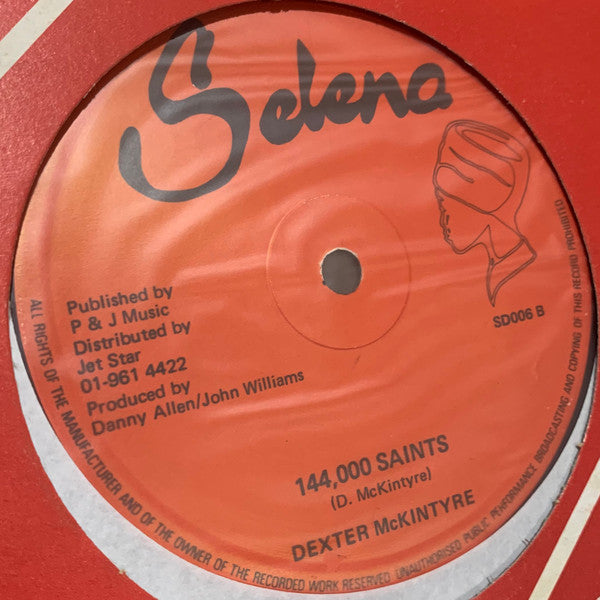 Selena
SD006 B
Published by
P & J Music
Distributed by
Jet Star
01-961 4422
Produced by
Danny Allen/John Williams
144,000 SAINTS
(D. McKintyre)
DEXTER McKINTYRE
ALL RIGHTS OF THE MANUFACTURER AND OF THE OWNER OF THE RECORDED WORK RESERVED UNAUTHORISED PUBLIC PERFORMANCE BROADCASTING AND COPYING OF THIS RECORD PROHIBITED